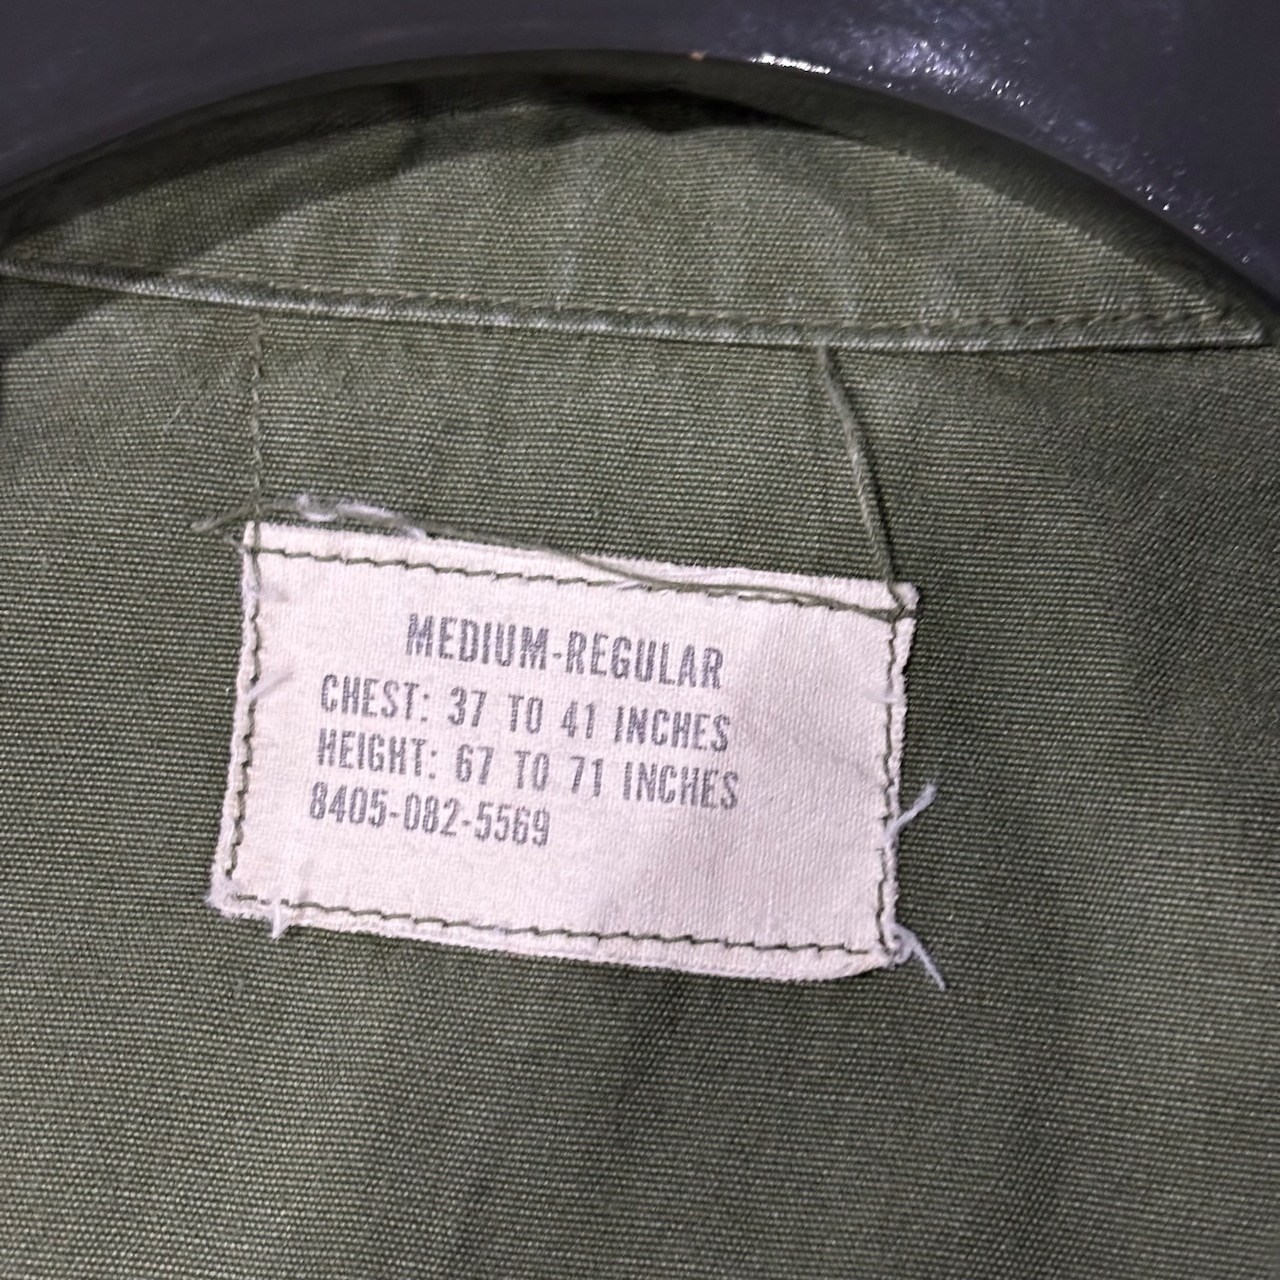 MEDIUM-REGULAR
CHEST: 37 TO 41 INCHES
HEIGHT: 67 TO 71 INCHES
8405-082-5569